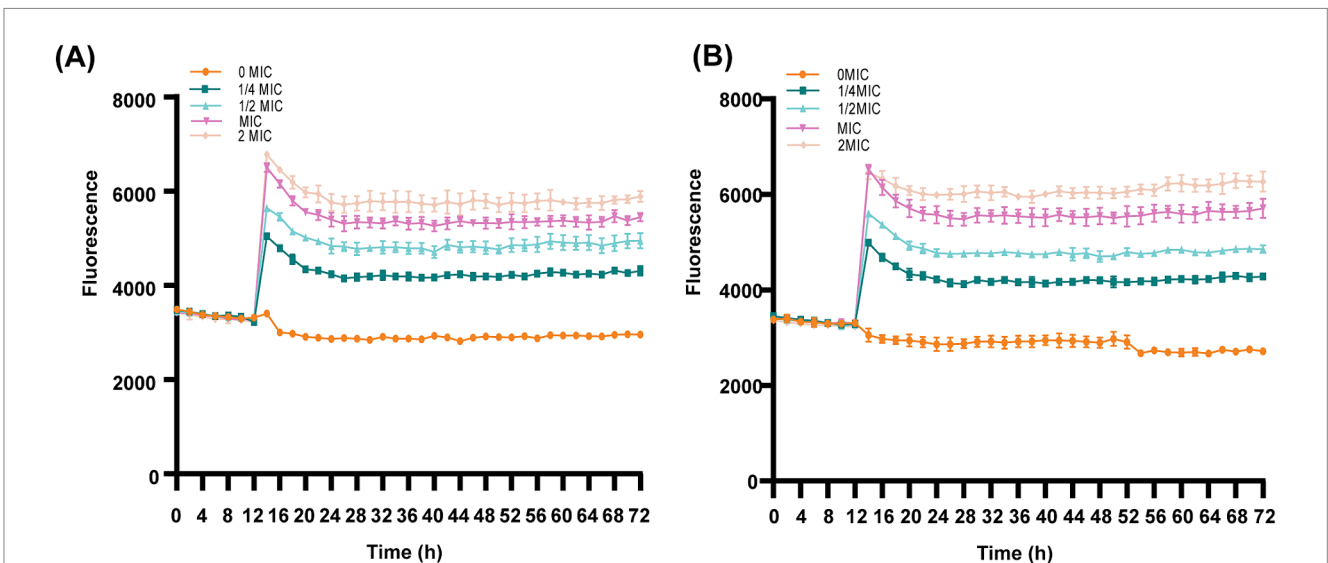 (A)
0 MIC
1/4 MIC
1/2 MIC
MIC
2 MIC
8000
6000
4000
2000
0
Fluorescence
0 4 8 12 16 20 24 28 32 36 40 44 48 52 56 60 64 68 72
Time (h)
(B)
0MIC
1/4MIC
1/2MIC
MIC
2MIC
8000
6000
4000
2000
0
Fluorescence
0 4 8 12 16 20 24 28 32 36 40 44 48 52 56 60 64 68 72
Time (h)